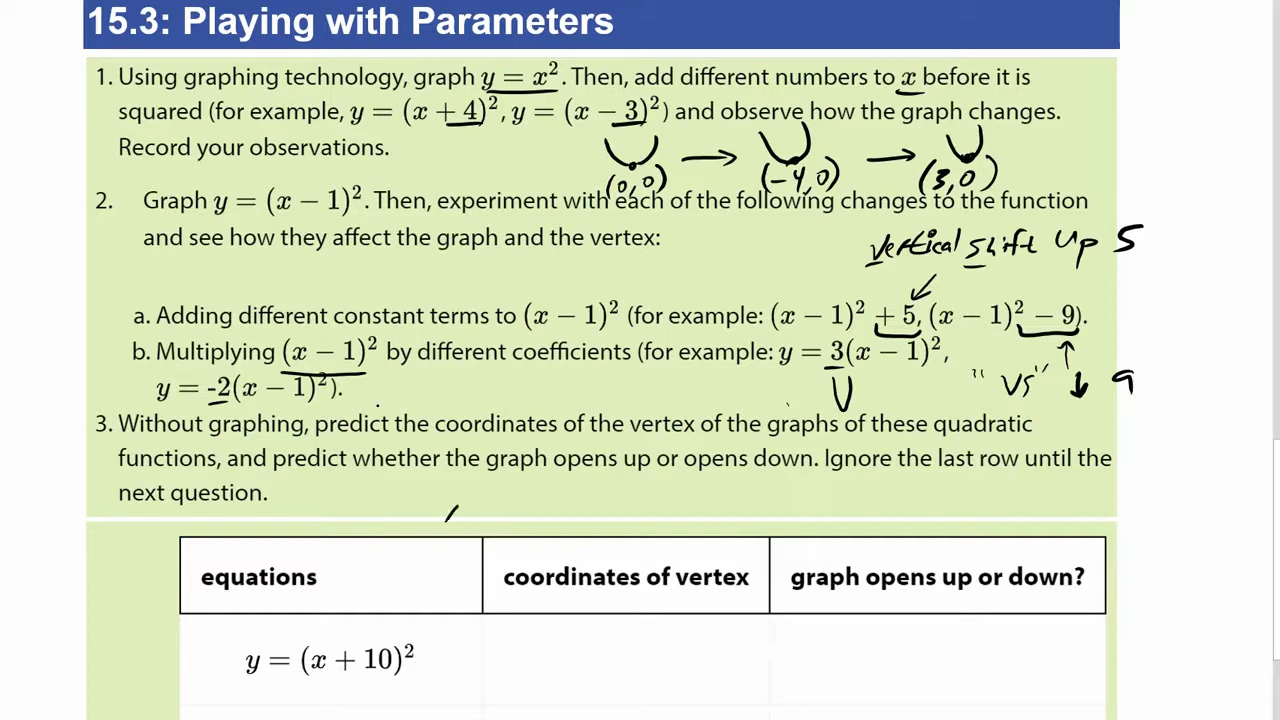 15.3: Playing with Parameters
1. Using graphing technology, graph y = x². Then, add different numbers to x before it is
squared (for example, y = (x + 4)², y = (x − 3)²) and observe how the graph changes.
Record your observations.
(0,0) → (-4,0) → (3,0)
2. Graph y = (x − 1)². Then, experiment with each of the following changes to the function
and see how they affect the graph and the vertex:
vertical shift up 5
a. Adding different constant terms to (x − 1)² (for example: (x − 1)² + 5, (x − 1)² − 9).
b. Multiplying (x − 1)² by different coefficients (for example: y = 3(x − 1)²,
"VS" ↓ 9
y = -2(x − 1)²).
3. Without graphing, predict the coordinates of the vertex of the graphs of these quadratic
functions, and predict whether the graph opens up or opens down. Ignore the last row until the
next question.
equations coordinates of vertex graph opens up or down?
y = (x + 10)²